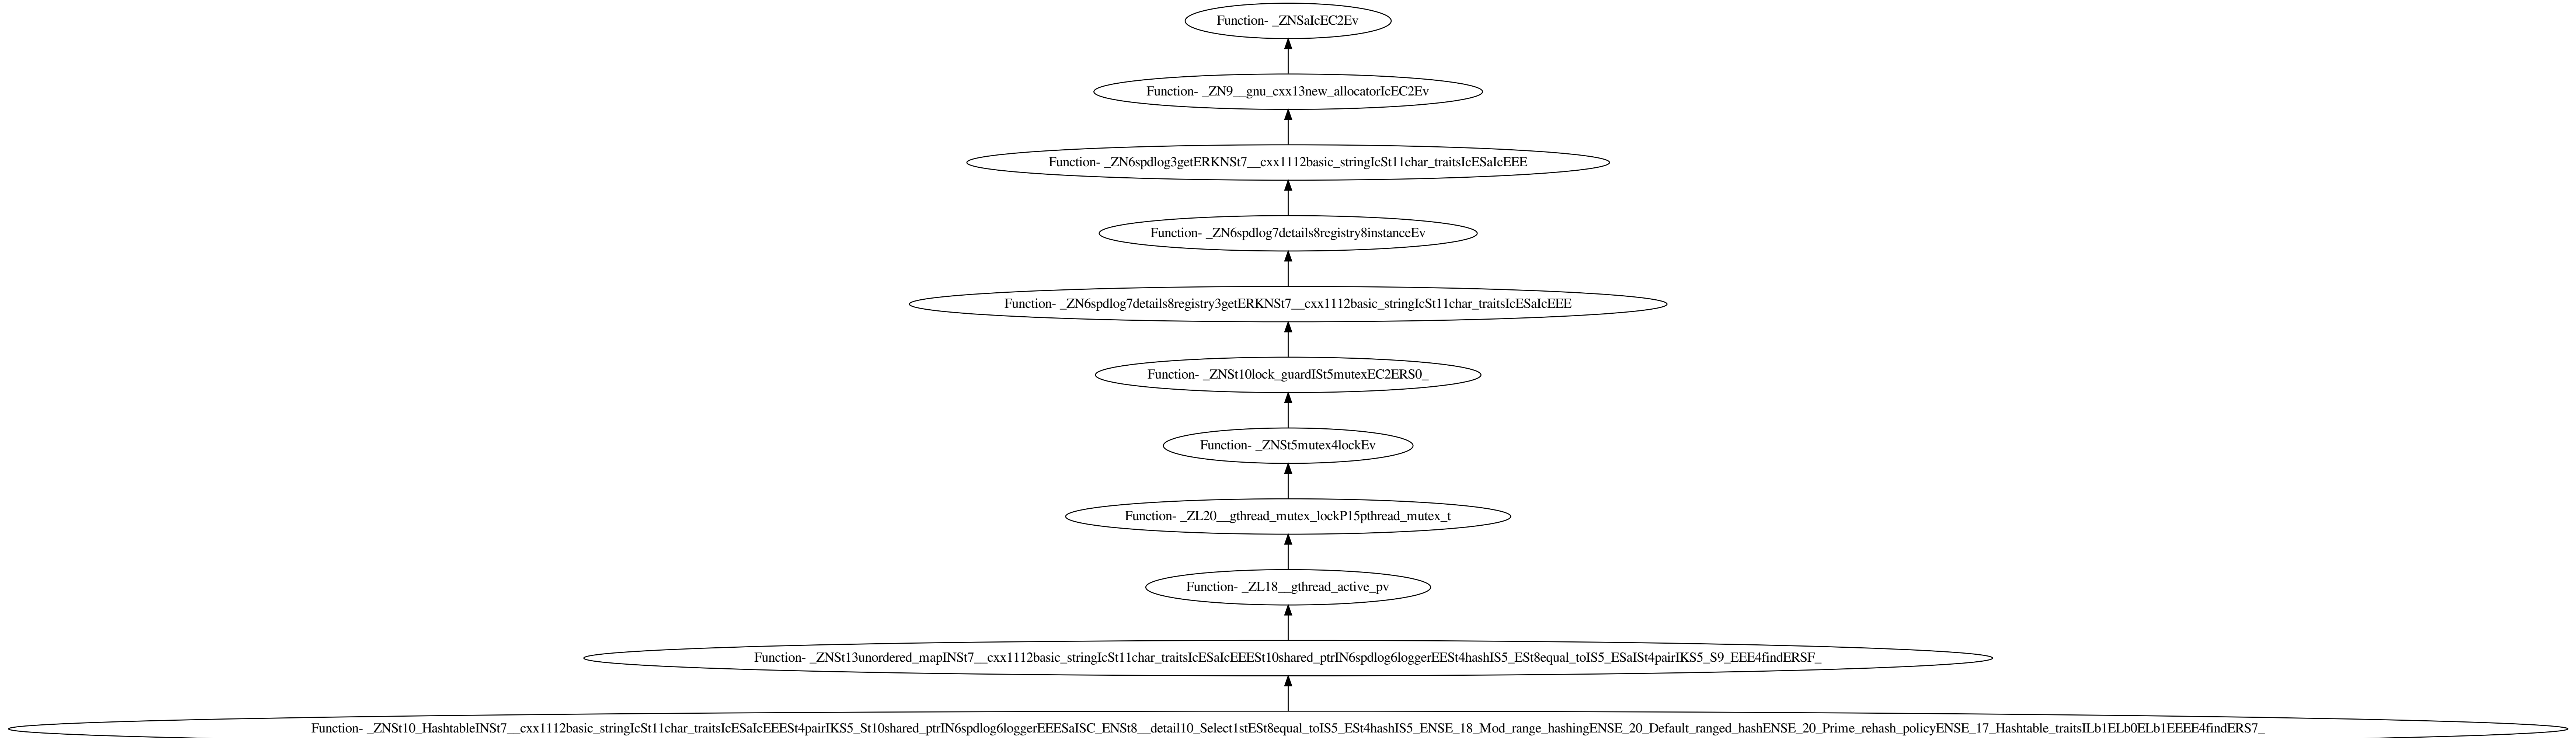 Function- _ZNSaIcEC2Ev
Function- _ZN9__gnu_cxx13new_allocatorIcEC2Ev
Function- _ZN6spdlog3getERKNSt7__cxx1112basic_stringIcSt11char_traitsIcESaIcEEE
Function- _ZN6spdlog7details8registry8instanceEv
Function- _ZN6spdlog7details8registry3getERKNSt7__cxx1112basic_stringIcSt11char_traitsIcESaIcEEE
Function- _ZNSt10lock_guardISt5mutexEC2ERS0_
Function- _ZNSt5mutex4lockEv
Function- _ZL20__gthread_mutex_lockP15pthread_mutex_t
Function- _ZL18__gthread_active_pv
Function- _ZNSt13unordered_mapINSt7__cxx1112basic_stringIcSt11char_traitsIcESaIcEEESt10shared_ptrIN6spdlog6loggerEESt4hashIS5_ESt8equal_toIS5_ESaISt4pairIKS5_S9_EEE4findERSF_
Function- _ZNSt10_HashtableINSt7__cxx1112basic_stringIcSt11char_traitsIcESaIcEEESt4pairIKS5_St10shared_ptrIN6spdlog6loggerEEESaISC_ENSt8__detail10_Select1stESt8equal_toIS5_ESt4hashIS5_ENSE_18_Mod_range_hashingENSE_20_Default_ranged_hashENSE_20_Prime_rehash_policyENSE_17_Hashtable_traitsILb1ELb0ELb1EEEE4findERS7_